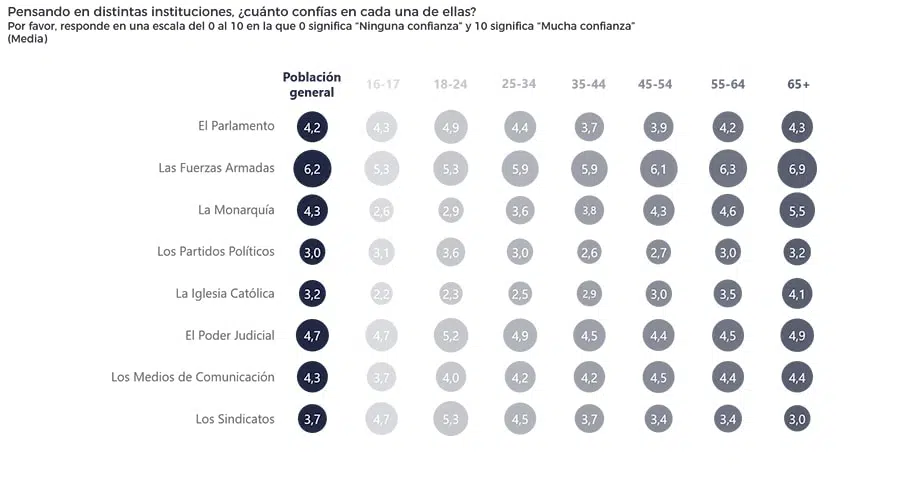 Pensando en distintas instituciones, ¿cuánto confías en cada una de ellas?
Por favor, responde en una escala del 0 al 10 en la que 0 significa “Ninguna confianza” y 10 significa “Mucha confianza”
(Media)
Población general 16-17 18-24 25-34 35-44 45-54 55-64 65+
El Parlamento 4,2 4,3 4,9 4,4 3,7 3,9 4,2 4,3
Las Fuerzas Armadas 6,2 5,3 5,3 5,9 5,9 6,1 6,3 6,9
La Monarquía 4,3 2,6 2,9 3,6 3,8 4,3 4,6 5,5
Los Partidos Políticos 3,0 3,1 3,6 3,0 2,6 2,7 3,0 3,2
La Iglesia Católica 3,2 2,2 2,3 2,5 2,9 3,0 3,5 4,1
El Poder Judicial 4,7 4,7 5,2 4,9 4,5 4,4 4,5 4,9
Los Medios de Comunicación 4,3 3,7 4,0 4,2 4,2 4,5 4,4 4,4
Los Sindicatos 3,7 4,7 5,3 4,5 3,7 3,4 3,4 3,0